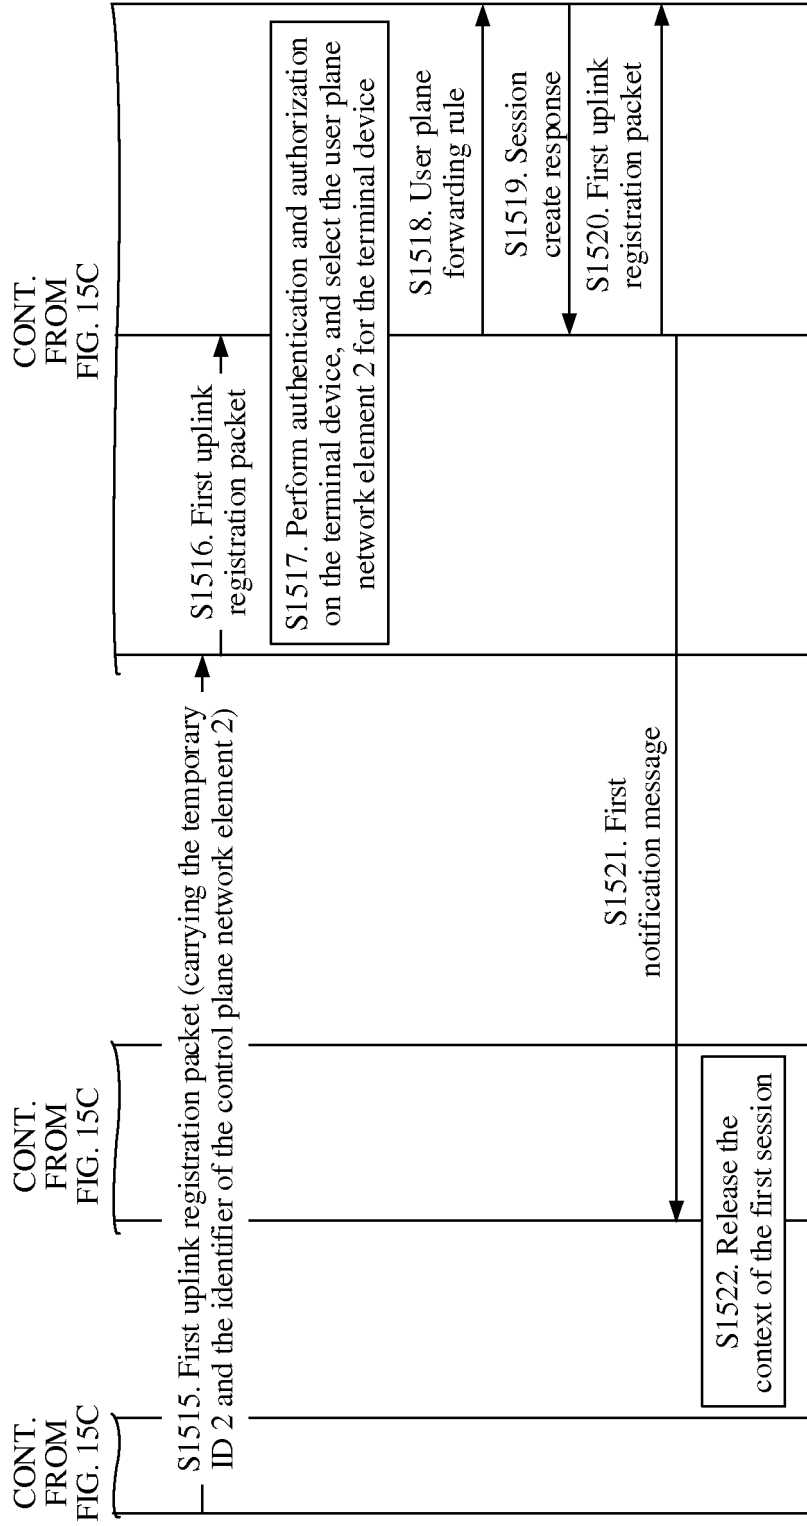 CONT.
FROM
FIG. 15C
CONT.
FROM
FIG. 15C
CONT.
FROM
FIG. 15C
S1515. First uplink registration packet (carrying the temporary
ID 2 and the identifier of the control plane network element 2)
S1516. First uplink
registration packet
S1517. Perform authentication and authorization
on the terminal device, and select the user plane
network element 2 for the terminal device
S1518. User plane
forwarding rule
S1519. Session
create response
S1520. First uplink
registration packet
S1521. First
notification message
S1522. Release the
context of the first session